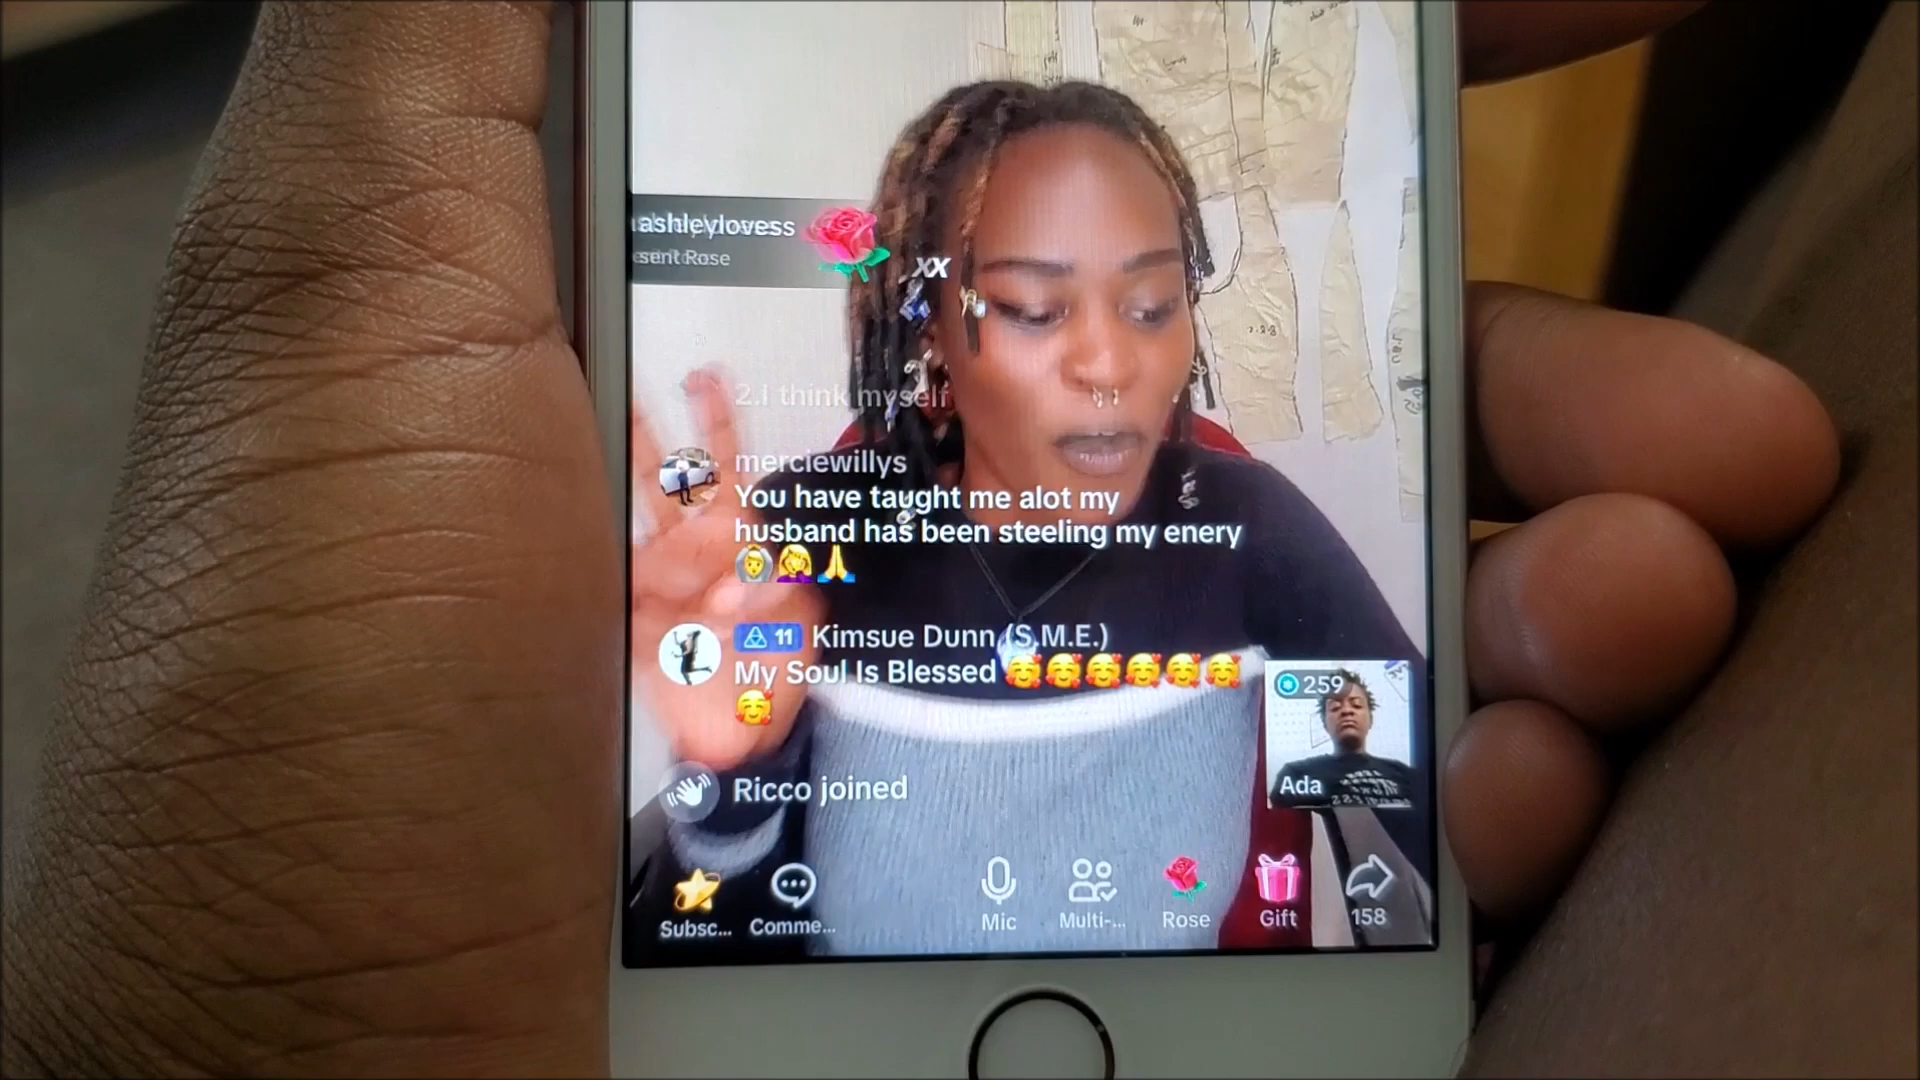 ashleylovess
sent Rose
xx
2.I think myself
merciewillys
You have taught me alot my
husband has been steeling my enery
🙆👩🙏
11 Kimsue Dunn (S.M.E.)
My Soul Is Blessed 🥰🥰🥰🥰🥰🥰
🥰
259
Ada
Ricco joined
Subsc...
Comme...
Mic
Multi-...
Rose
Gift
158